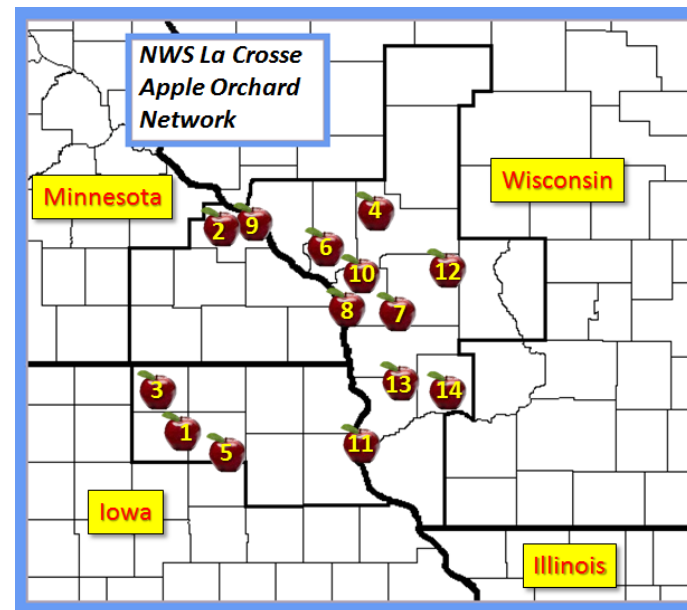 NWS La Crosse
Apple Orchard
Network
Minnesota
Wisconsin
4
2
9
6
10
12
8
7
3
13
14
1
5
11
Iowa
Illinois